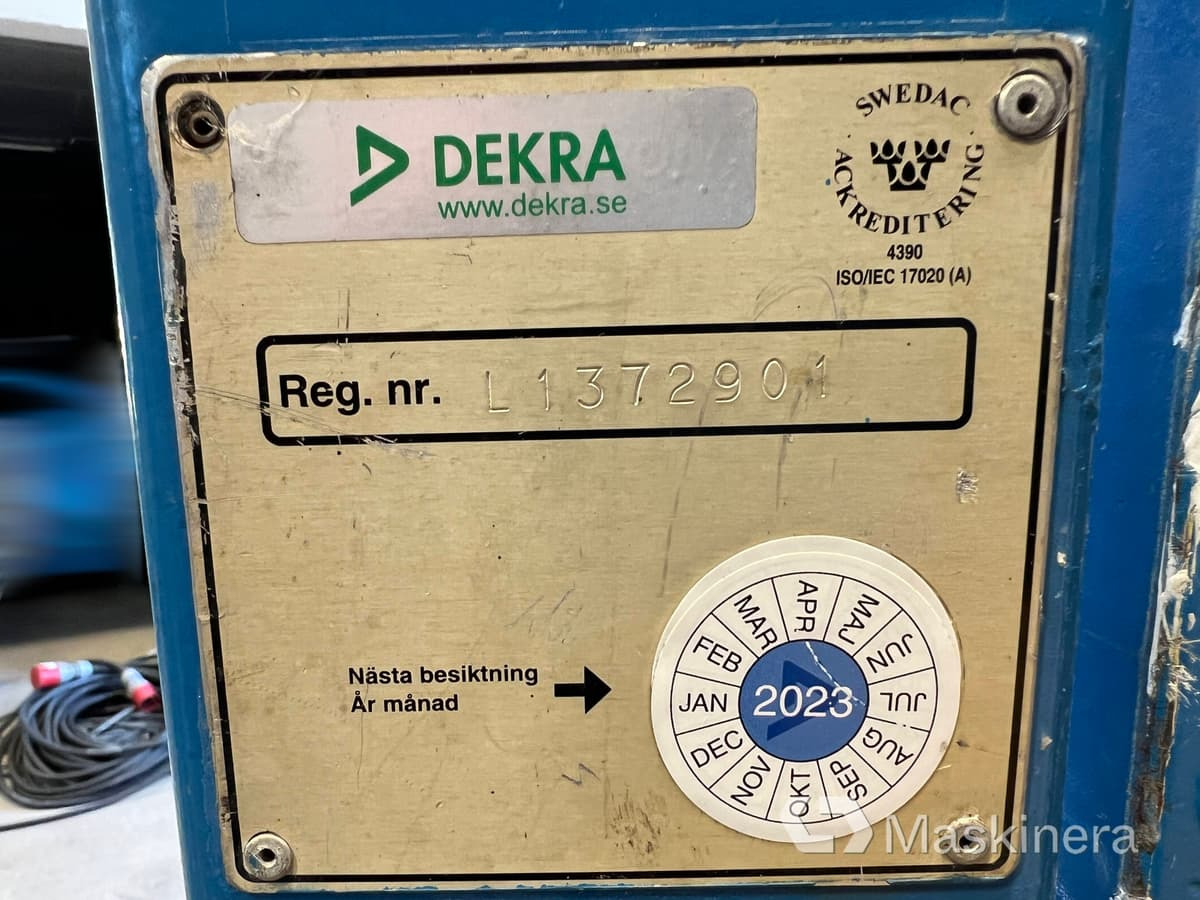 DEKRA
www.dekra.se
SWEDAC
ACKREDITERING
4390
ISO/IEC 17020 (A)
Reg. nr. L1372901
Nästa besiktning
År månad
2023
JAN
FEB
MAR
APR
MAJ
JUN
JUL
AUG
SEP
OKT
NOV
DEC
Maskinera